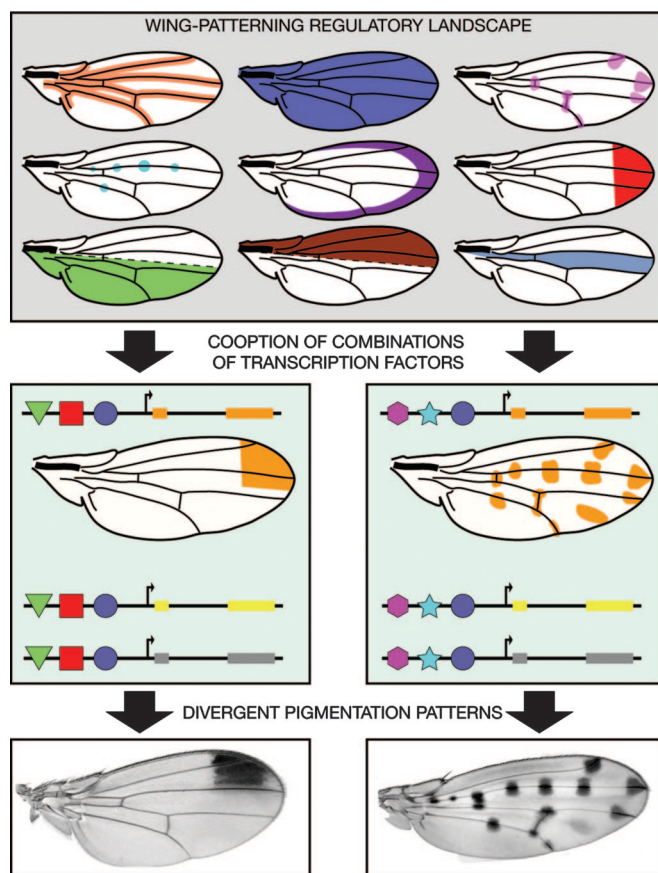 WING-PATTERNING REGULATORY LANDSCAPE
COOPTION OF COMBINATIONS
OF TRANSCRIPTION FACTORS
DIVERGENT PIGMENTATION PATTERNS